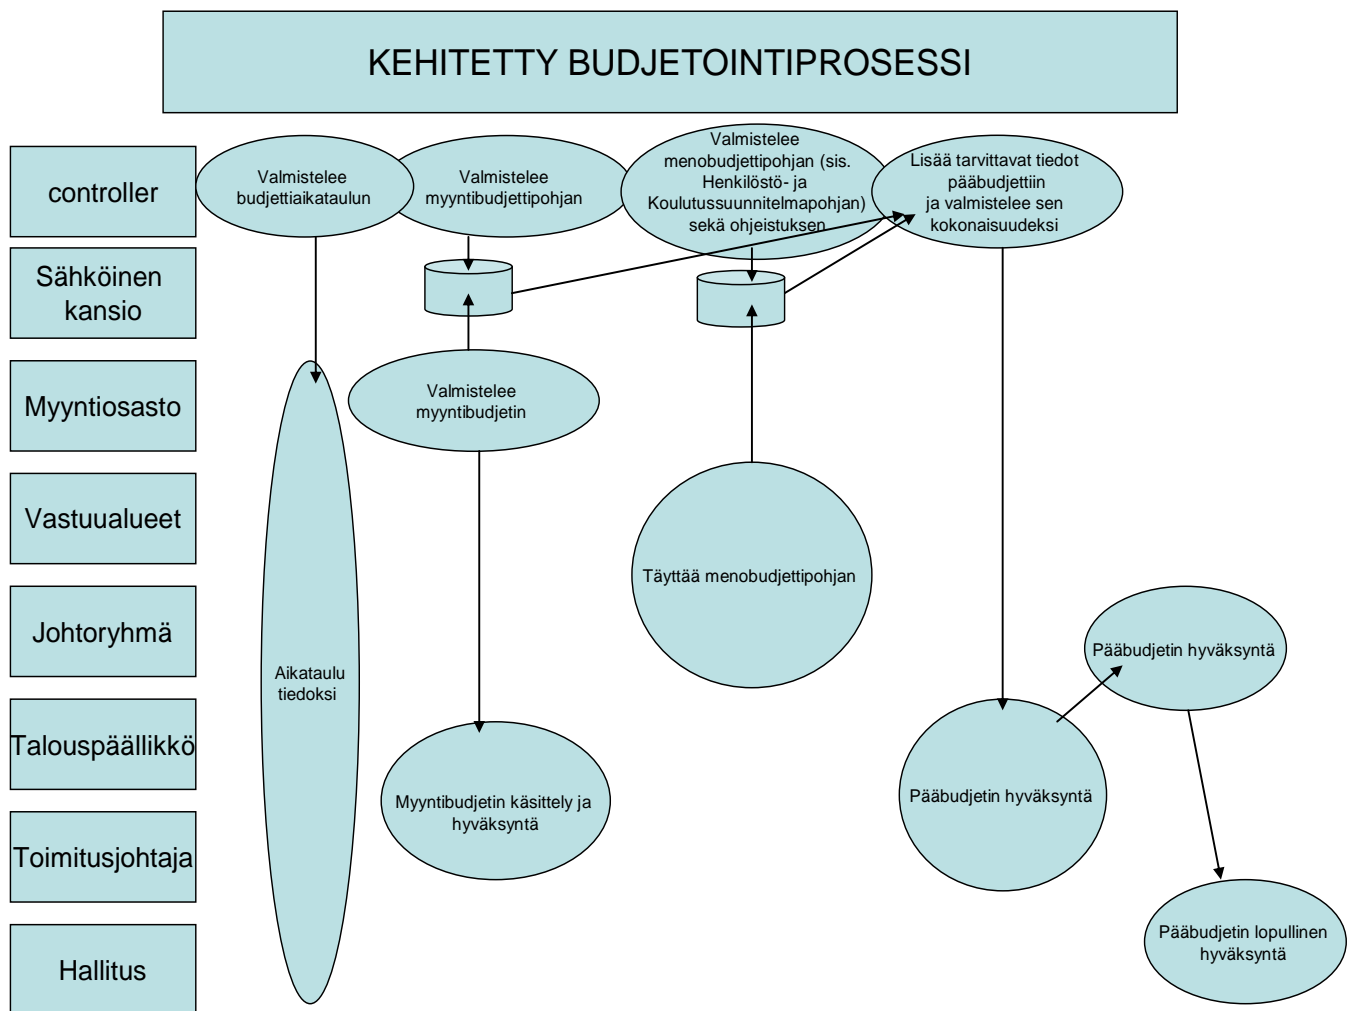 KEHITETTY BUDJETOINTIPROSESSI
controller
Valmistelee
budjettiaikataulun
Valmistelee
myyntibudjettipohjan
Valmistelee
menobudjettipohjan (sis.
Henkilöstö- ja
Koulutussuunnitelmapohjan)
sekä ohjeistuksen
Lisää tarvittavat tiedot
pääbudjettiin
ja valmistelee sen
kokonaisuudeksi
Sähköinen
kansio
Myyntiosasto
Valmistelee
myyntibudjetin
Vastuualueet
Täyttää menobudjettipohjan
Johtoryhmä
Aikataulu
tiedoksi
Pääbudjetin hyväksyntä
Talouspäällikkö
Myyntibudjetin käsittely ja
hyväksyntä
Pääbudjetin hyväksyntä
Toimitusjohtaja
Hallitus
Pääbudjetin lopullinen
hyväksyntä